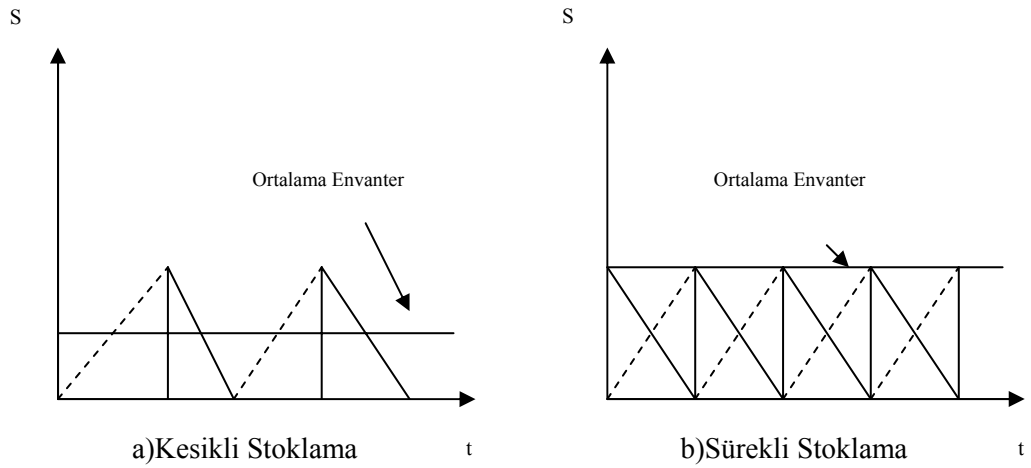 S
Ortalama Envanter
a)Kesikli Stoklama
t
S
Ortalama Envanter
b)Sürekli Stoklama
t